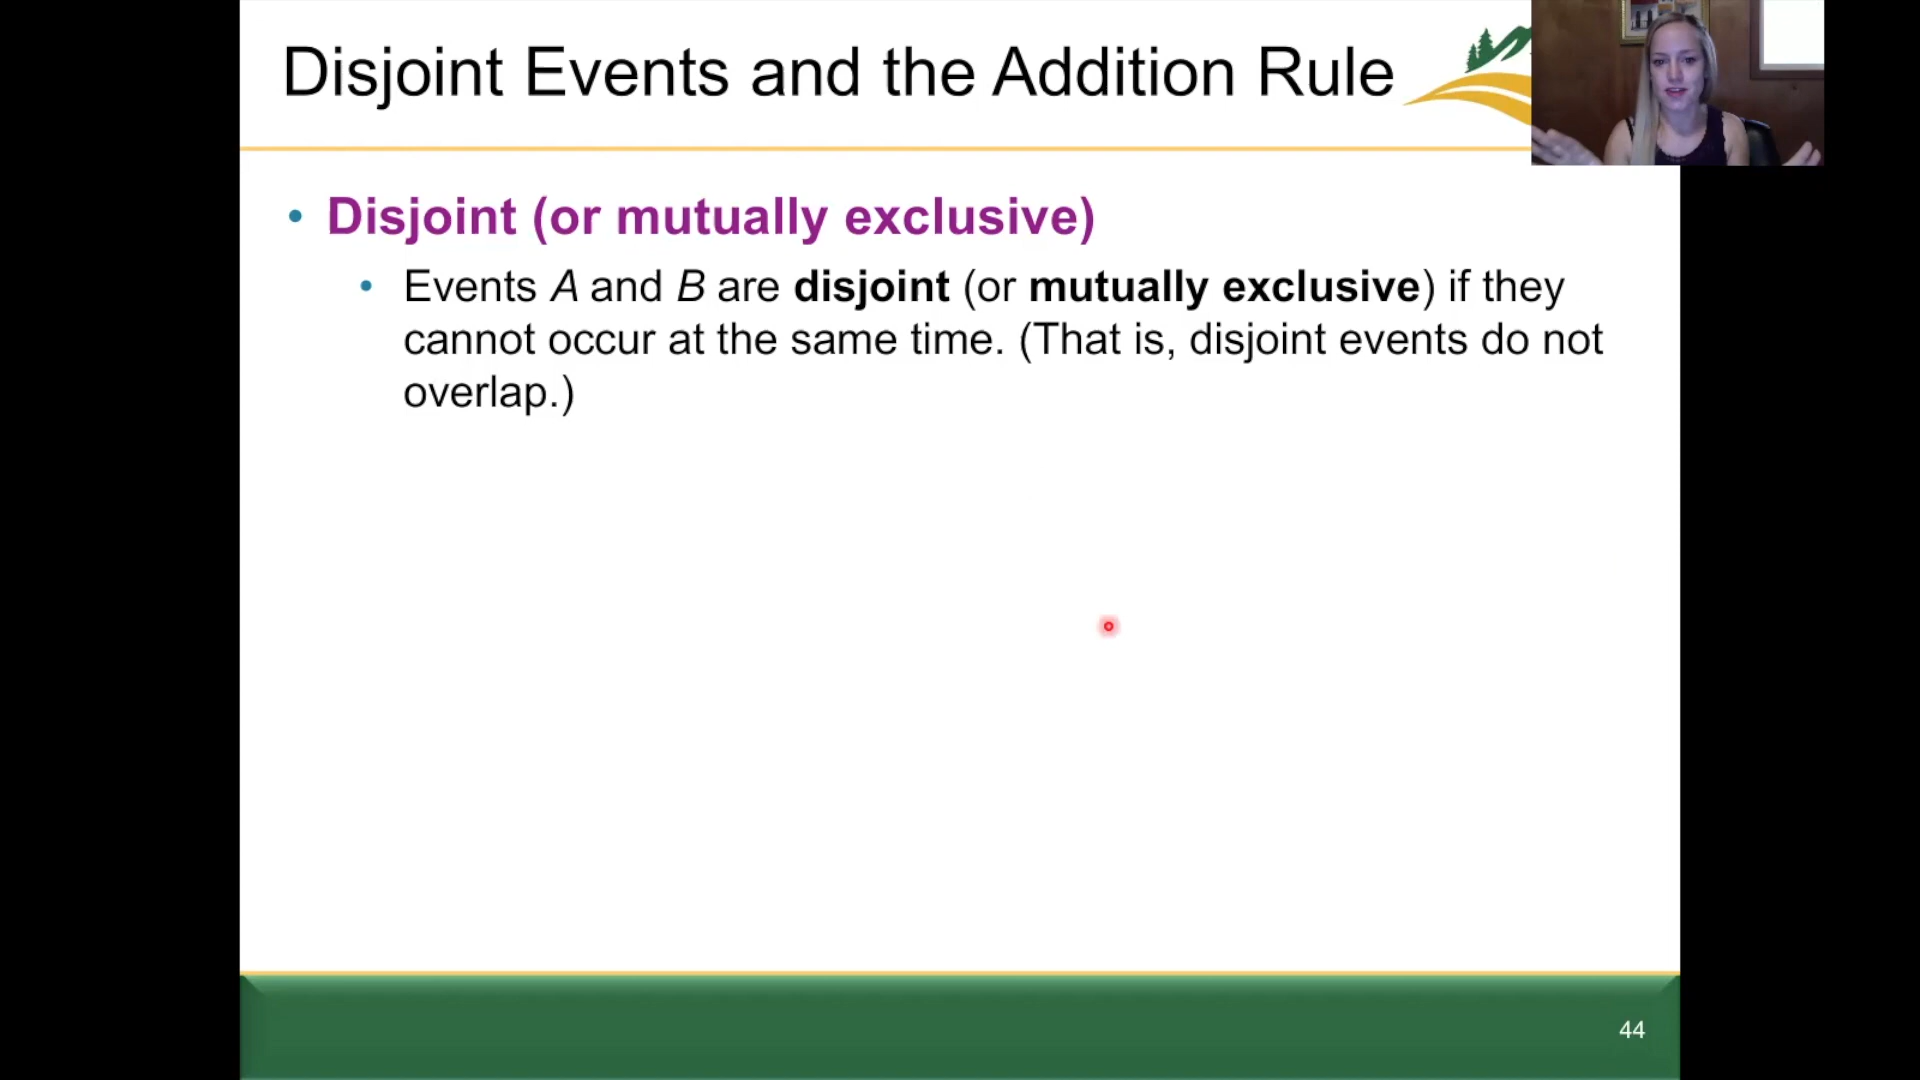 Disjoint Events and the Addition Rule
• Disjoint (or mutually exclusive)
• Events A and B are disjoint (or mutually exclusive) if they
cannot occur at the same time. (That is, disjoint events do not
overlap.)
44